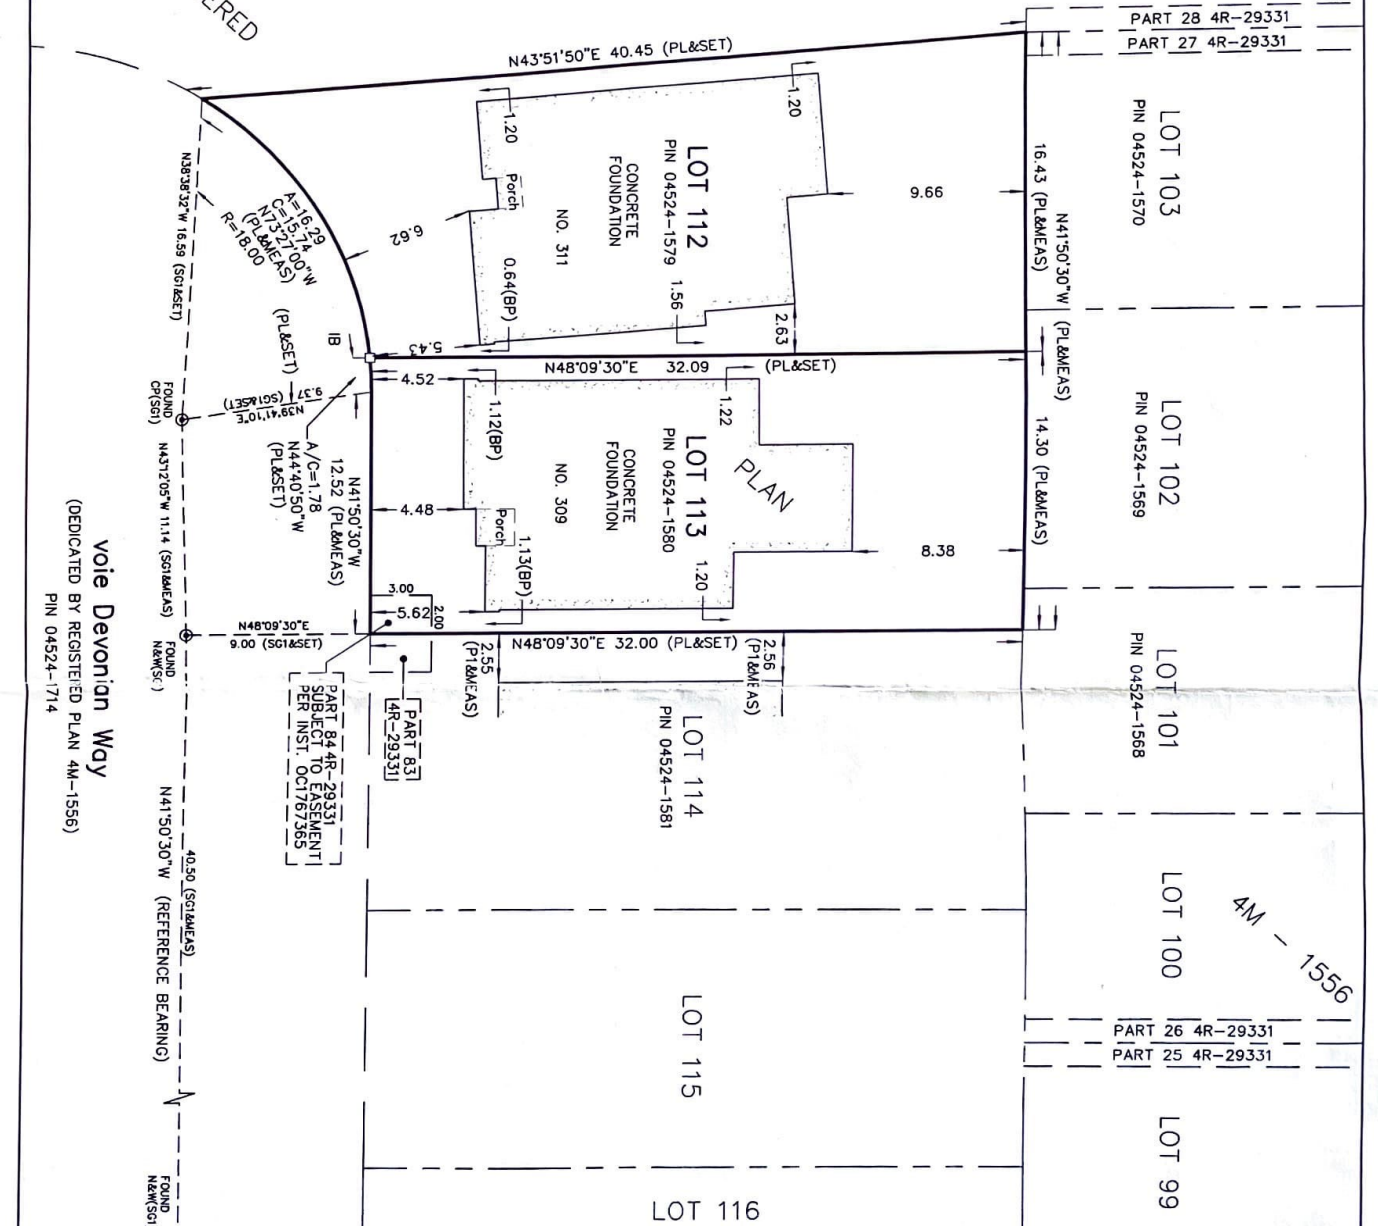 ERED
PART 28 4R-29331
PART 27 4R-29331
N43°51'50"E 40.45 (PL&SET)
1.20
1.20
LOT 112
PIN 04524-1579
CONCRETE
FOUNDATION
NO. 311
Porch
0.64(BP)
1.56
2.63
9.66
6.62
5.43
16.43 (PL&MEAS)
N41°50'30"W (PL&MEAS)
LOT 103
PIN 04524-1570
N38°38'32"W 16.59 (SG1&SET)
A=16.29
C=15.74
N73°27'00"W
(PL&MEAS)
R=18.00
IB
(PL&SET)
9.37 (SG1&SET)
N39°41'10"E
A/C=1.78
N44°40'50"W
(PL&SET)
N48°09'30"E 32.09 (PL&SET)
4.52
1.12(BP)
1.22
LOT 113
PIN 04524-1580
CONCRETE
FOUNDATION
NO. 309
PLAN
Porch
1.13(BP)
1.20
4.48
8.38
14.30 (PL&MEAS)
LOT 102
PIN 04524-1569
N41°50'30"W
12.52 (PL&MEAS)
FOUND
CP(SG1)
N43°12'05"W 11.14 (SG1&MEAS)
3.00
2.00
5.62
N48°09'30"E
9.00 (SG1&SET)
N48°09'30"E 32.00 (PL&SET)
2.55
(P1&MEAS)
2.56
(P1&MEAS)
FOUND
LOT 101
PIN 04524-1568
PART 83
4R-29331
PART 84 4R-29331
SUBJECT TO EASEMENT
PER INST. OC1767365
LOT 114
PIN 04524-1581
voie Devonian Way
(DEDICATED BY REGISTERED PLAN 4M-1556)
PIN 04524-1714
N41°50'30"W (REFERENCE BEARING)
40.50 (SG1&MEAS)
LOT 100
4M - 1556
PART 26 4R-29331
PART 25 4R-29331
LOT 115
LOT 99
FOUND
N&W(SG1
LOT 116